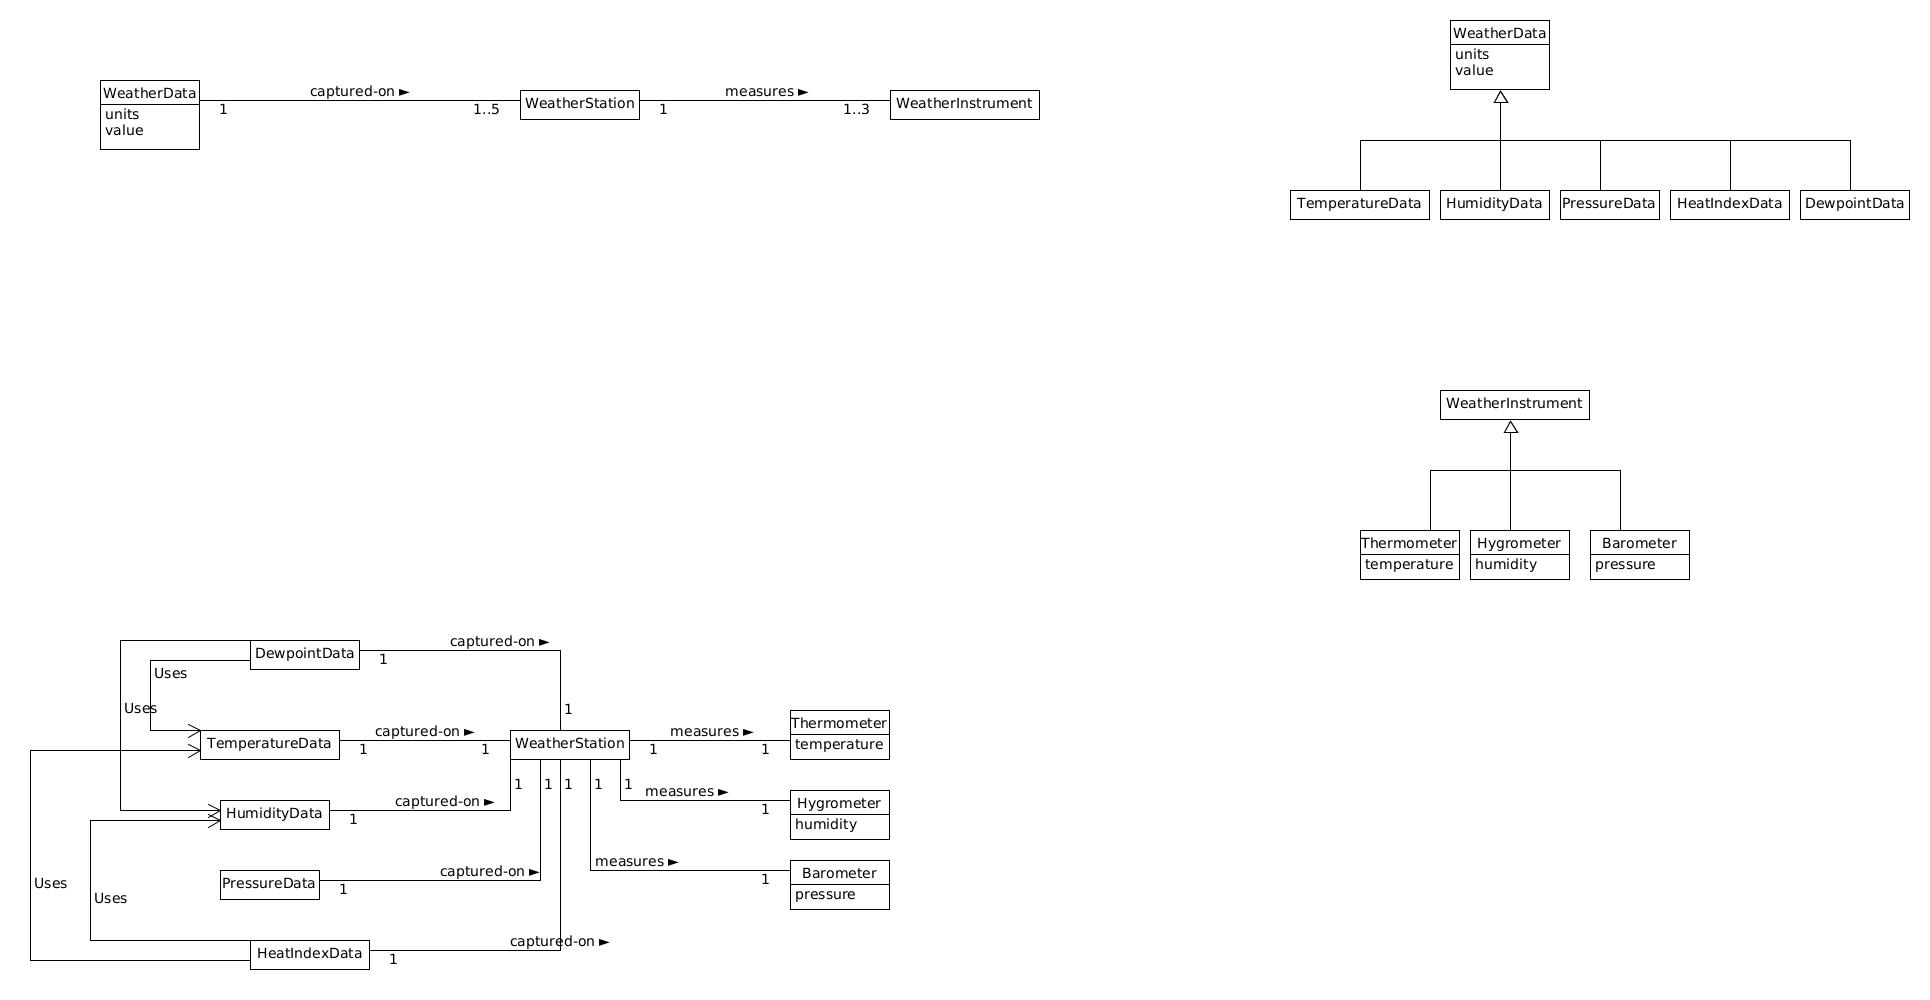 WeatherData
units
value
1
captured-on ►
1..5
WeatherStation
1
measures ►
1..3
WeatherInstrument
WeatherData
units
value
TemperatureData
HumidityData
PressureData
HeatIndexData
DewpointData
WeatherInstrument
Thermometer
temperature
Hygrometer
humidity
Barometer
pressure
DewpointData
1
captured-on ►
1
Uses
Uses
TemperatureData
1
captured-on ►
1
WeatherStation
1
measures ►
1
Thermometer
temperature
1
1
1
1
1
HumidityData
1
captured-on ►
measures ►
1
Hygrometer
humidity
PressureData
1
captured-on ►
measures ►
1
Barometer
pressure
Uses
Uses
HeatIndexData
1
captured-on ►